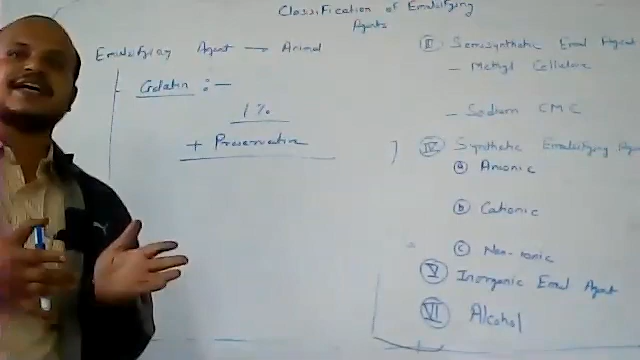 Classification of Emulsifying
Agents
Emulsifying Agent → Animal
Gelatin :-
1%
+ Preservative
III Semisynthetic Emul Agent
- Methyl Cellulose
- Sodium CMC
IV Synthetic Emulsifying Agen
a Anionic
b Cationic
c Non-ionic
V Inorganic Emul Agent
VI Alcohol